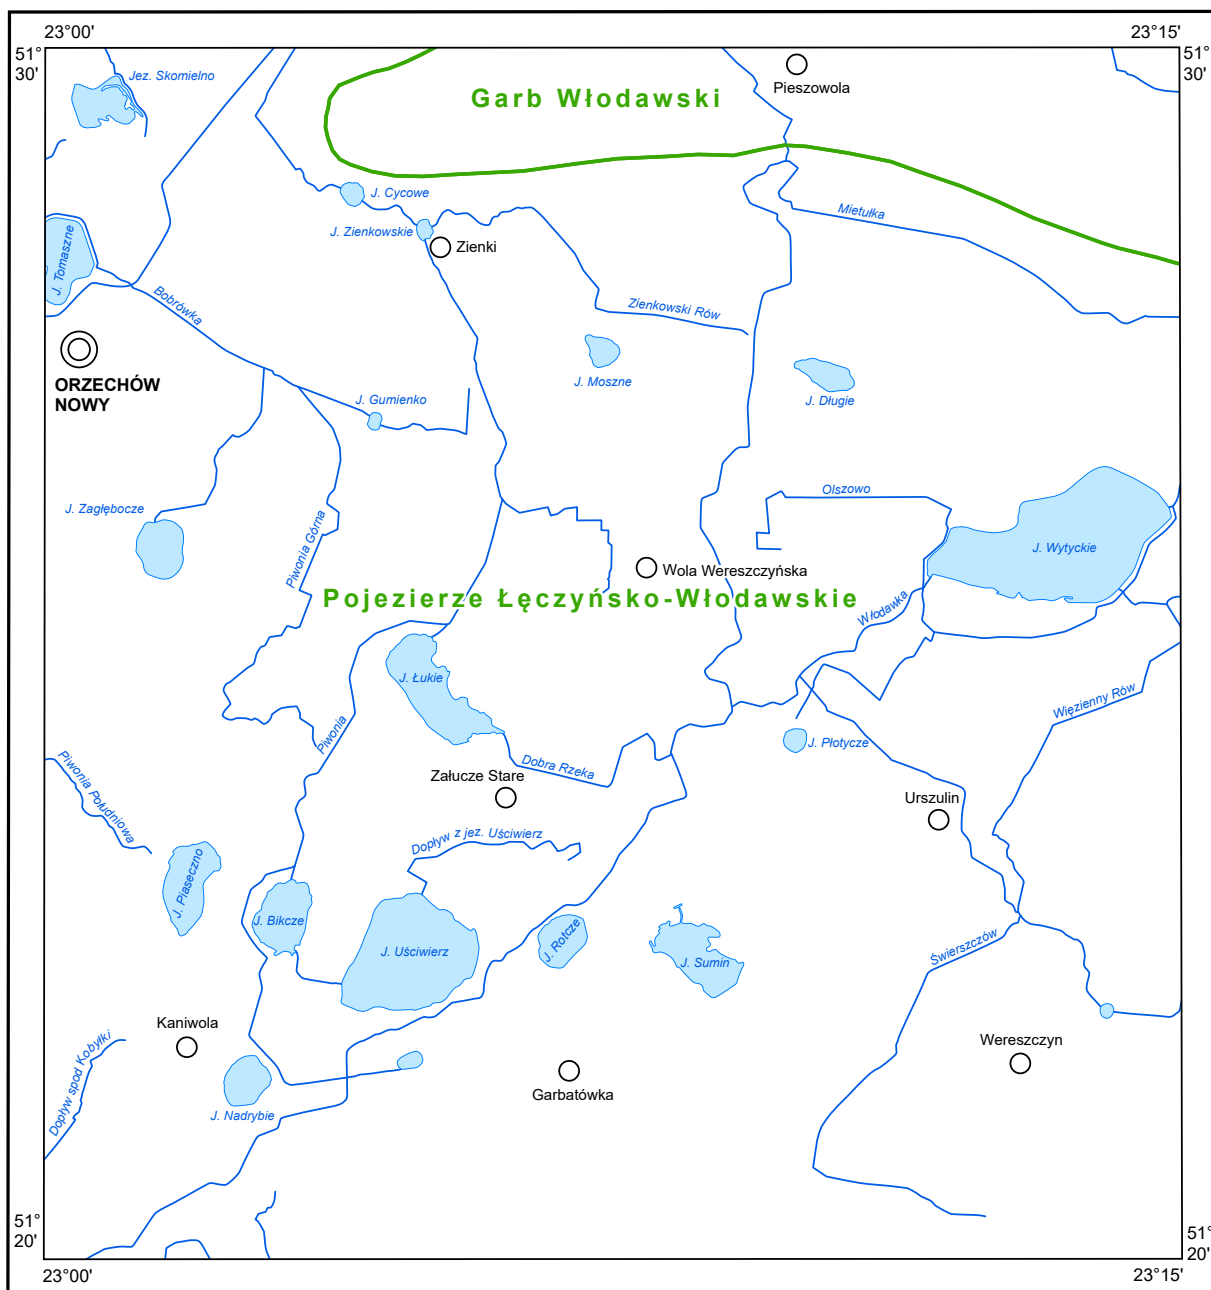 23°00'
23°15'
51°
30'
51°
30'
Jez. Skomielno
Pieszowola
Garb Włodawski
J. Cycowe
J. Zienkowskie
Zienki
Mietułka
J. Tomaszne
Bobrówka
Zienkowski Rów
ORZECHÓW
NOWY
J. Moszne
J. Długie
J. Gumienko
J. Zagłębocze
Olszowo
Piwonia Górna
J. Wytyckie
Wola Wereszczyńska
Pojezierze Łęczyńsko-Włodawskie
Włodawka
J. Łukie
Więzienny Rów
Piwonia
J. Płotycze
Piwonia Południowa
Dobra Rzeka
Załucze Stare
Urszulin
Dopływ z jez. Uściwierz
J. Piaseczno
J. Bikcze
J. Uściwierz
J. Rotcze
J. Sumin
Świerszczów
Kaniwola
Wereszczyn
Dopływ spod Kobyłki
J. Nadrybie
Garbatówka
51°
20'
51°
20'
23°00'
23°15'